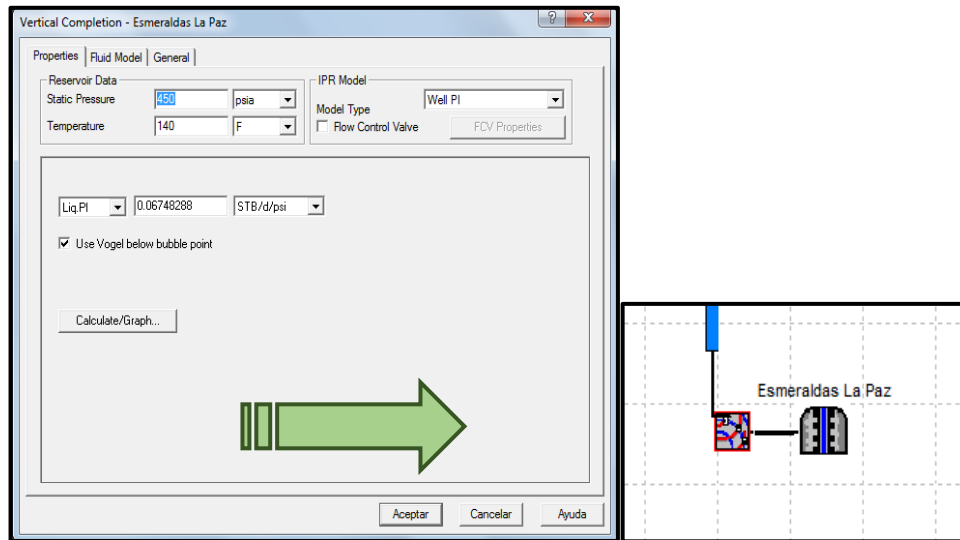 Vertical Completion - Esmeraldas La Paz
Properties Fluid Model General
Reservoir Data
Static Pressure 450 psia
Temperature 140 F
IPR Model
Model Type Well PI
Flow Control Valve FCV Properties
Liq.PI 0.06748288 STB/d/psi
Use Vogel below bubble point
Calculate/Graph...
Aceptar Cancelar Ayuda
Esmeraldas La Paz